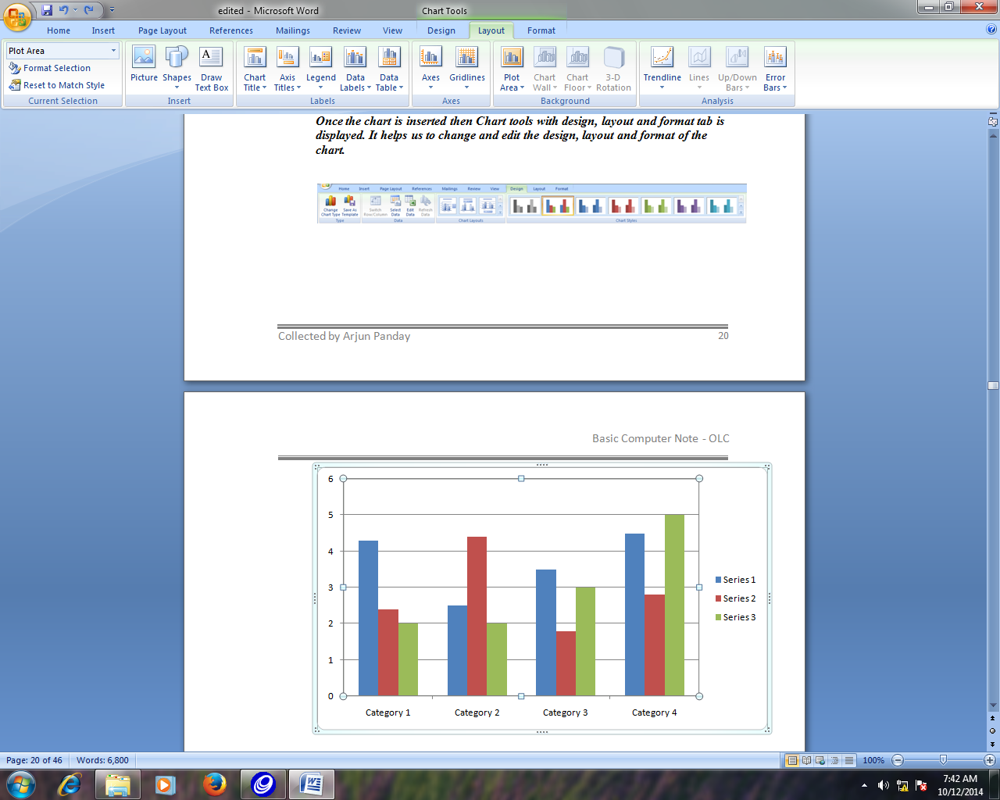 edited - Microsoft Word
Chart Tools
Home Insert Page Layout References Mailings Review View Design Layout Format
Plot Area
Format Selection
Reset to Match Style
Current Selection
Picture
Shapes
Draw
Text Box
Insert
Chart
Title
Axis
Titles
Legend
Data
Labels
Data
Table
Labels
Axes
Gridlines
Axes
Plot
Area
Chart
Wall
Chart
Floor
3-D
Rotation
Background
Trendline
Lines
Up/Down
Bars
Error
Bars
Analysis
Once the chart is inserted then Chart tools with design, layout and format tab is
displayed. It helps us to change and edit the design, layout and format of the
chart.
Home Insert Page Layout References Mailings Review View Design Layout Format
Change
Chart Type
Save As
Template
Type
Switch
Row/Column
Select
Data
Edit
Data
Refresh
Data
Data
Chart Layouts
Chart Styles
Collected by Arjun Panday
20
Basic Computer Note - OLC
6
5
4
3
2
1
0
Category 1 Category 2 Category 3 Category 4
Series 1
Series 2
Series 3
Page: 20 of 46
Words: 6,800
100%
7:42 AM
10/12/2014